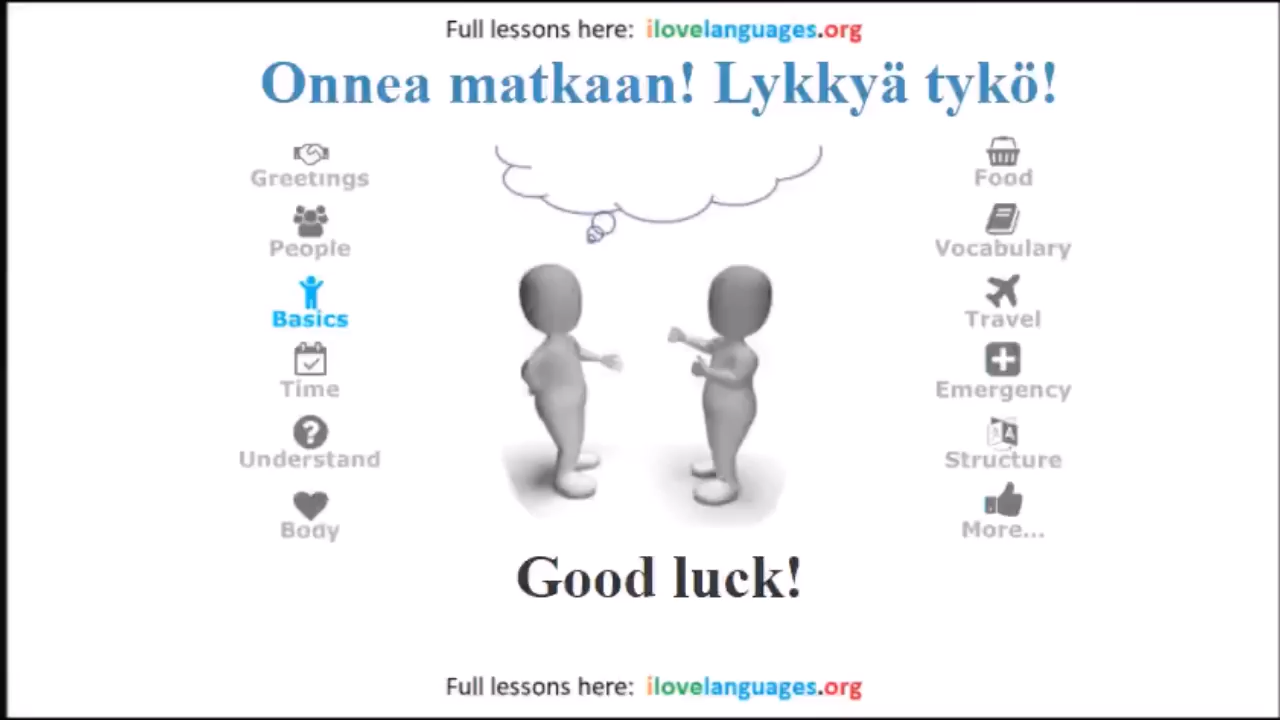 Full lessons here: ilovelanguages.org
Onnea matkaan! Lykkyä tykö!
Greetings
People
Basics
Time
Understand
Body
Food
Vocabulary
Travel
Emergency
Structure
More...
Good luck!
Full lessons here: ilovelanguages.org